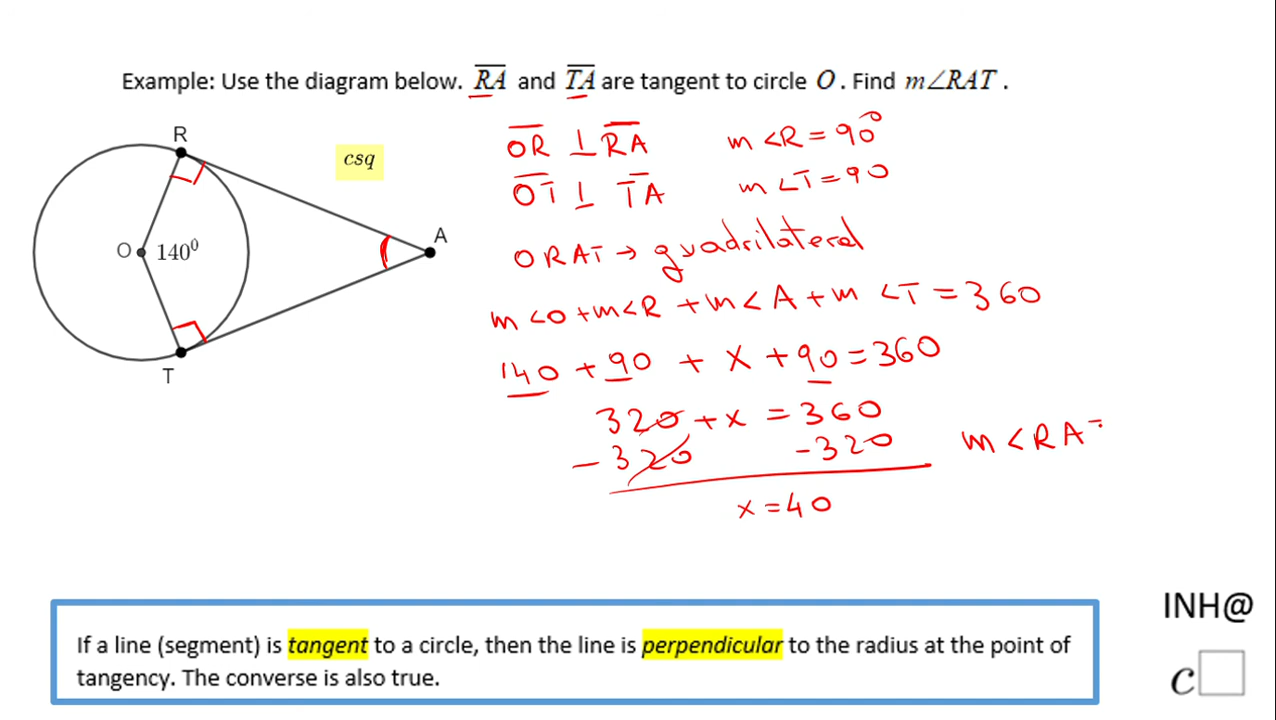 Example: Use the diagram below. RA and TA are tangent to circle O. Find m∠RAT.
R
csq
O 140⁰
A
T
OR ⊥ RA m∠R = 90°
OT ⊥ TA m∠T = 90
ORAT → quadrilateral
m∠O + m∠R + m∠A + m∠T = 360
140 + 90 + x + 90 = 360
320 + x = 360
-320 -320
m∠RA
x = 40
If a line (segment) is tangent to a circle, then the line is perpendicular to the radius at the point of
tangency. The converse is also true.
INH@
c